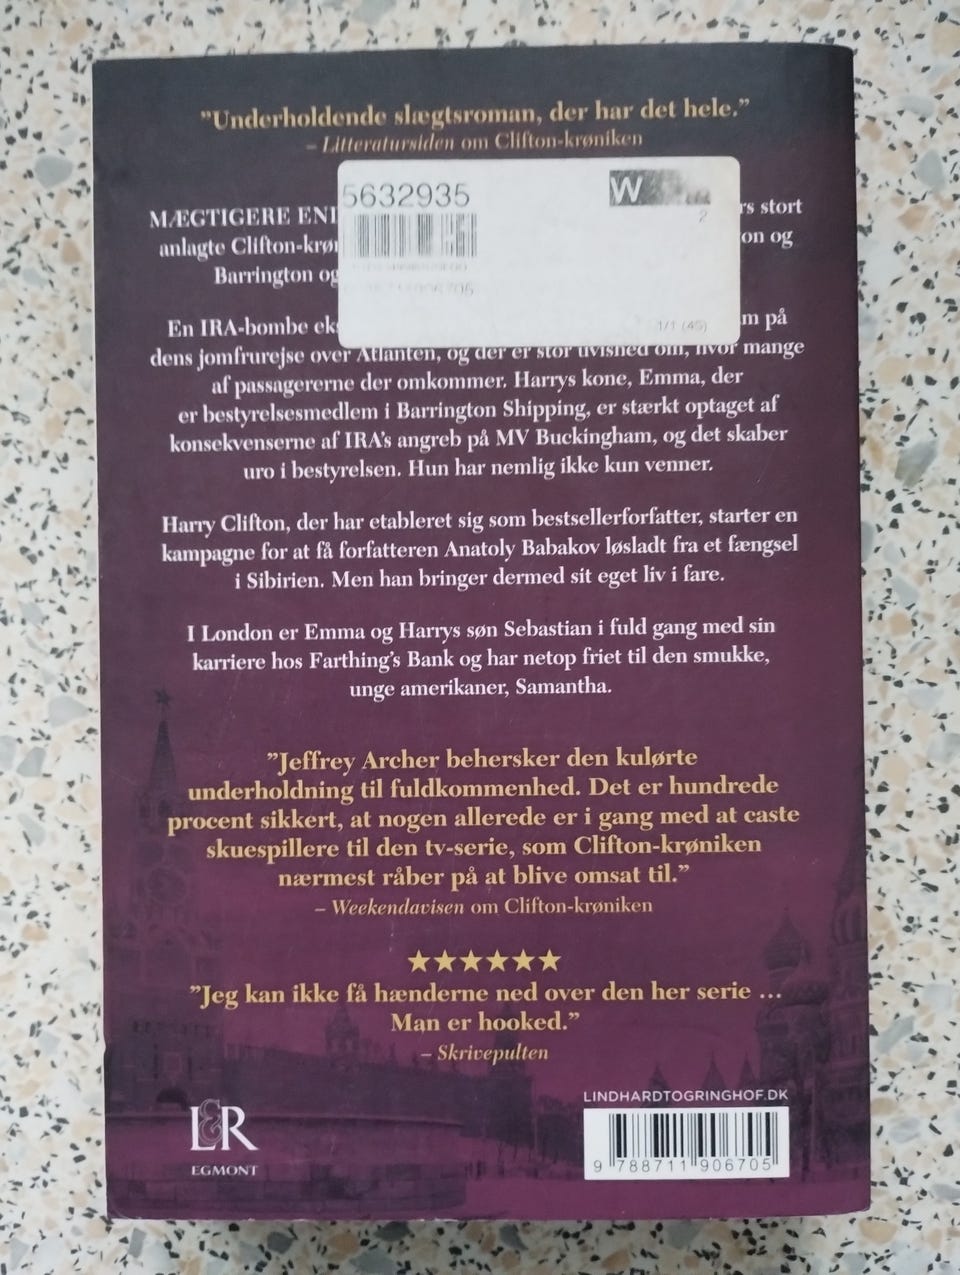 ”Underholdende slægtsroman, der har det hele.”
– Litteratursiden om Clifton-krøniken
5632935
W
2
MÆGTIGERE END rs stort
anlagte Clifton-krøn on og
Barrington og
1/1 (45)
En IRA-bombe eks m på
dens jomfrurejse over Atlanten, og der er stor uvished om, hvor mange
af passagererne der omkommer. Harrys kone, Emma, der
er bestyrelsesmedlem i Barrington Shipping, er stærkt optaget af
konsekvenserne af IRA’s angreb på MV Buckingham, og det skaber
uro i bestyrelsen. Hun har nemlig ikke kun venner.
Harry Clifton, der har etableret sig som bestsellerforfatter, starter en
kampagne for at få forfatteren Anatoly Babakov løsladt fra et fængsel
i Sibirien. Men han bringer dermed sit eget liv i fare.
I London er Emma og Harrys søn Sebastian i fuld gang med sin
karriere hos Farthing’s Bank og har netop friet til den smukke,
unge amerikaner, Samantha.
”Jeffrey Archer behersker den kulørte
underholdning til fuldkommenhed. Det er hundrede
procent sikkert, at nogen allerede er i gang med at caste
skuespillere til den tv-serie, som Clifton-krøniken
nærmest råber på at blive omsat til.”
– Weekendavisen om Clifton-krøniken
★★★★★★
”Jeg kan ikke få hænderne ned over den her serie ...
Man er hooked.”
– Skrivepulten
LINDHARDTOGRINGHOF.DK
L&R
EGMONT
9 788711 906705